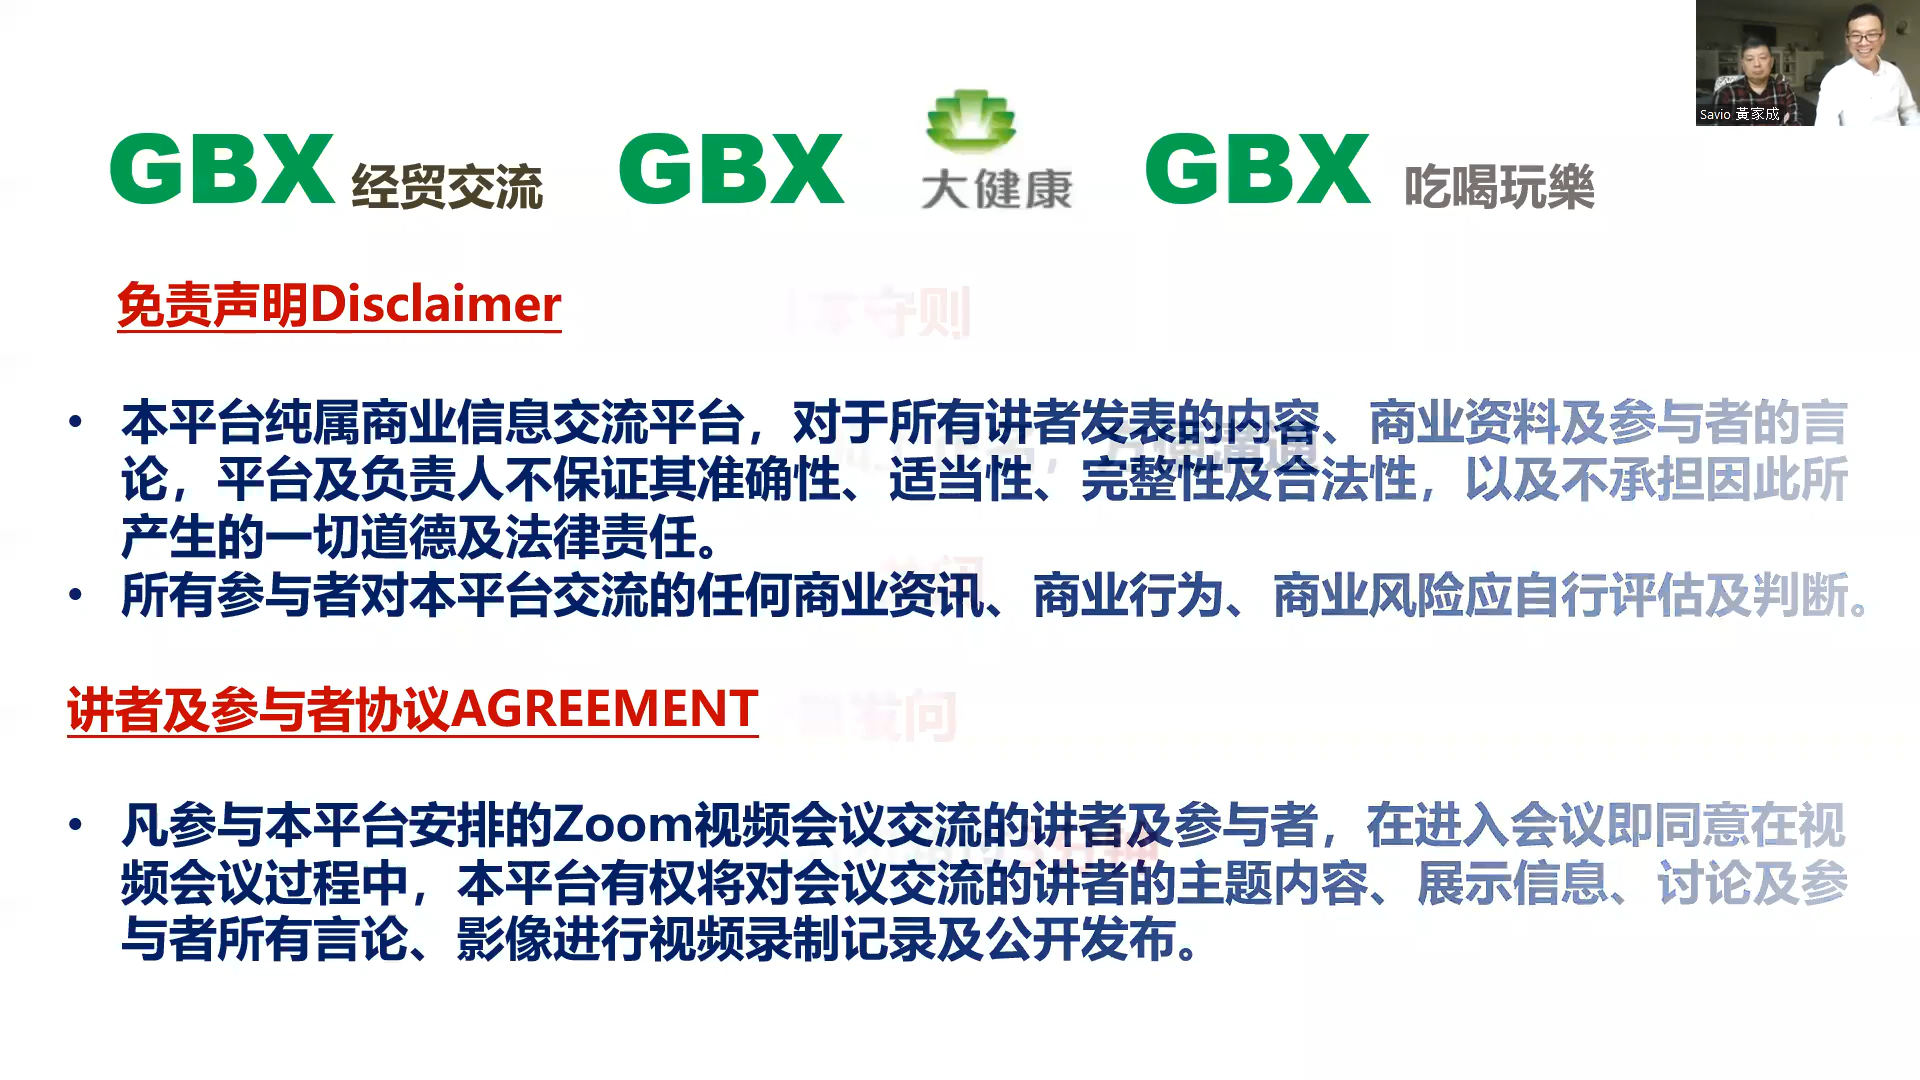 Savio 黃家成
GBX 经贸交流 GBX 大健康 GBX 吃喝玩樂
免责声明Disclaimer
守则
• 本平台纯属商业信息交流平台，对于所有讲者发表的内容、商业资料及参与者的言
论，平台及负责人不保证其准确性、适当性、完整性及合法性，以及不承担因此所
产生的一切道德及法律责任。
• 所有参与者对本平台交流的任何商业资讯、商业行为、商业风险应自行评估及判断。
讲者及参与者协议AGREEMENT
发问
• 凡参与本平台安排的Zoom视频会议交流的讲者及参与者，在进入会议即同意在视
频会议过程中，本平台有权将对会议交流的讲者的主题内容、展示信息、讨论及参
与者所有言论、影像进行视频录制记录及公开发布。